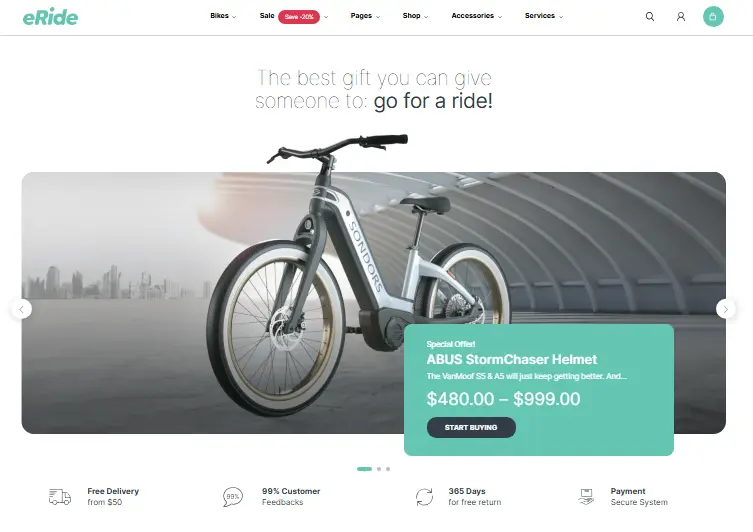 eRide
Bikes
Sale
Save -20%
Pages
Shop
Accessories
Services
The best gift you can give
someone to: go for a ride!
SONDORS
Special Offer!
ABUS StormChaser Helmet
The VanMoof S5 & A5 will just keep getting better. And...
$480.00 – $999.00
START BUYING
Free Delivery
from $50
99%
99% Customer
Feedbacks
365 Days
for free return
Payment
Secure System